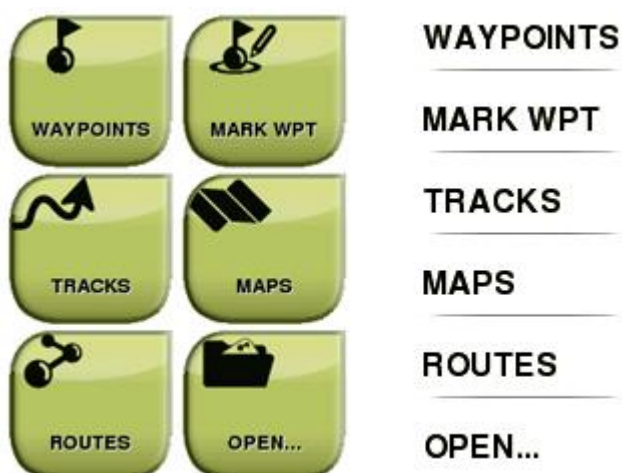 WAYPOINTS
MARK WPT
TRACKS
MAPS
ROUTES
OPEN...
WAYPOINTS
MARK WPT
TRACKS
MAPS
ROUTES
OPEN...